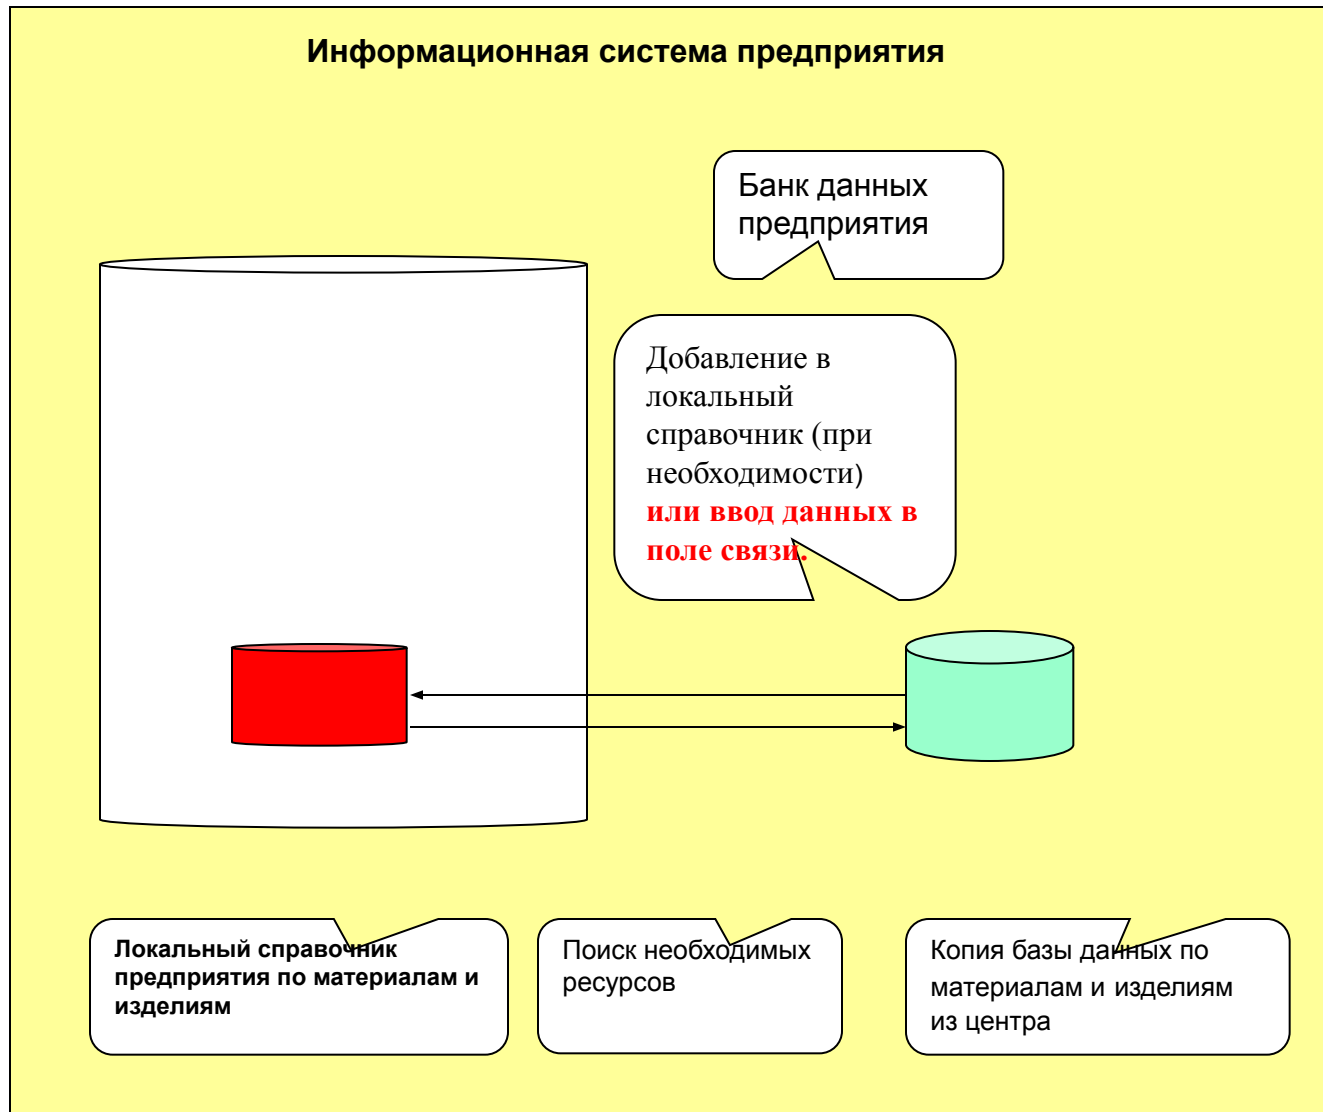 Информационная система предприятия
Банк данных
предприятия
Добавление в
локальный
справочник (при
необходимости)
или ввод данных в
поле связи.
Локальный справочник
предприятия по материалам и
изделиям
Поиск необходимых
ресурсов
Копия базы данных по
материалам и изделиям
из центра